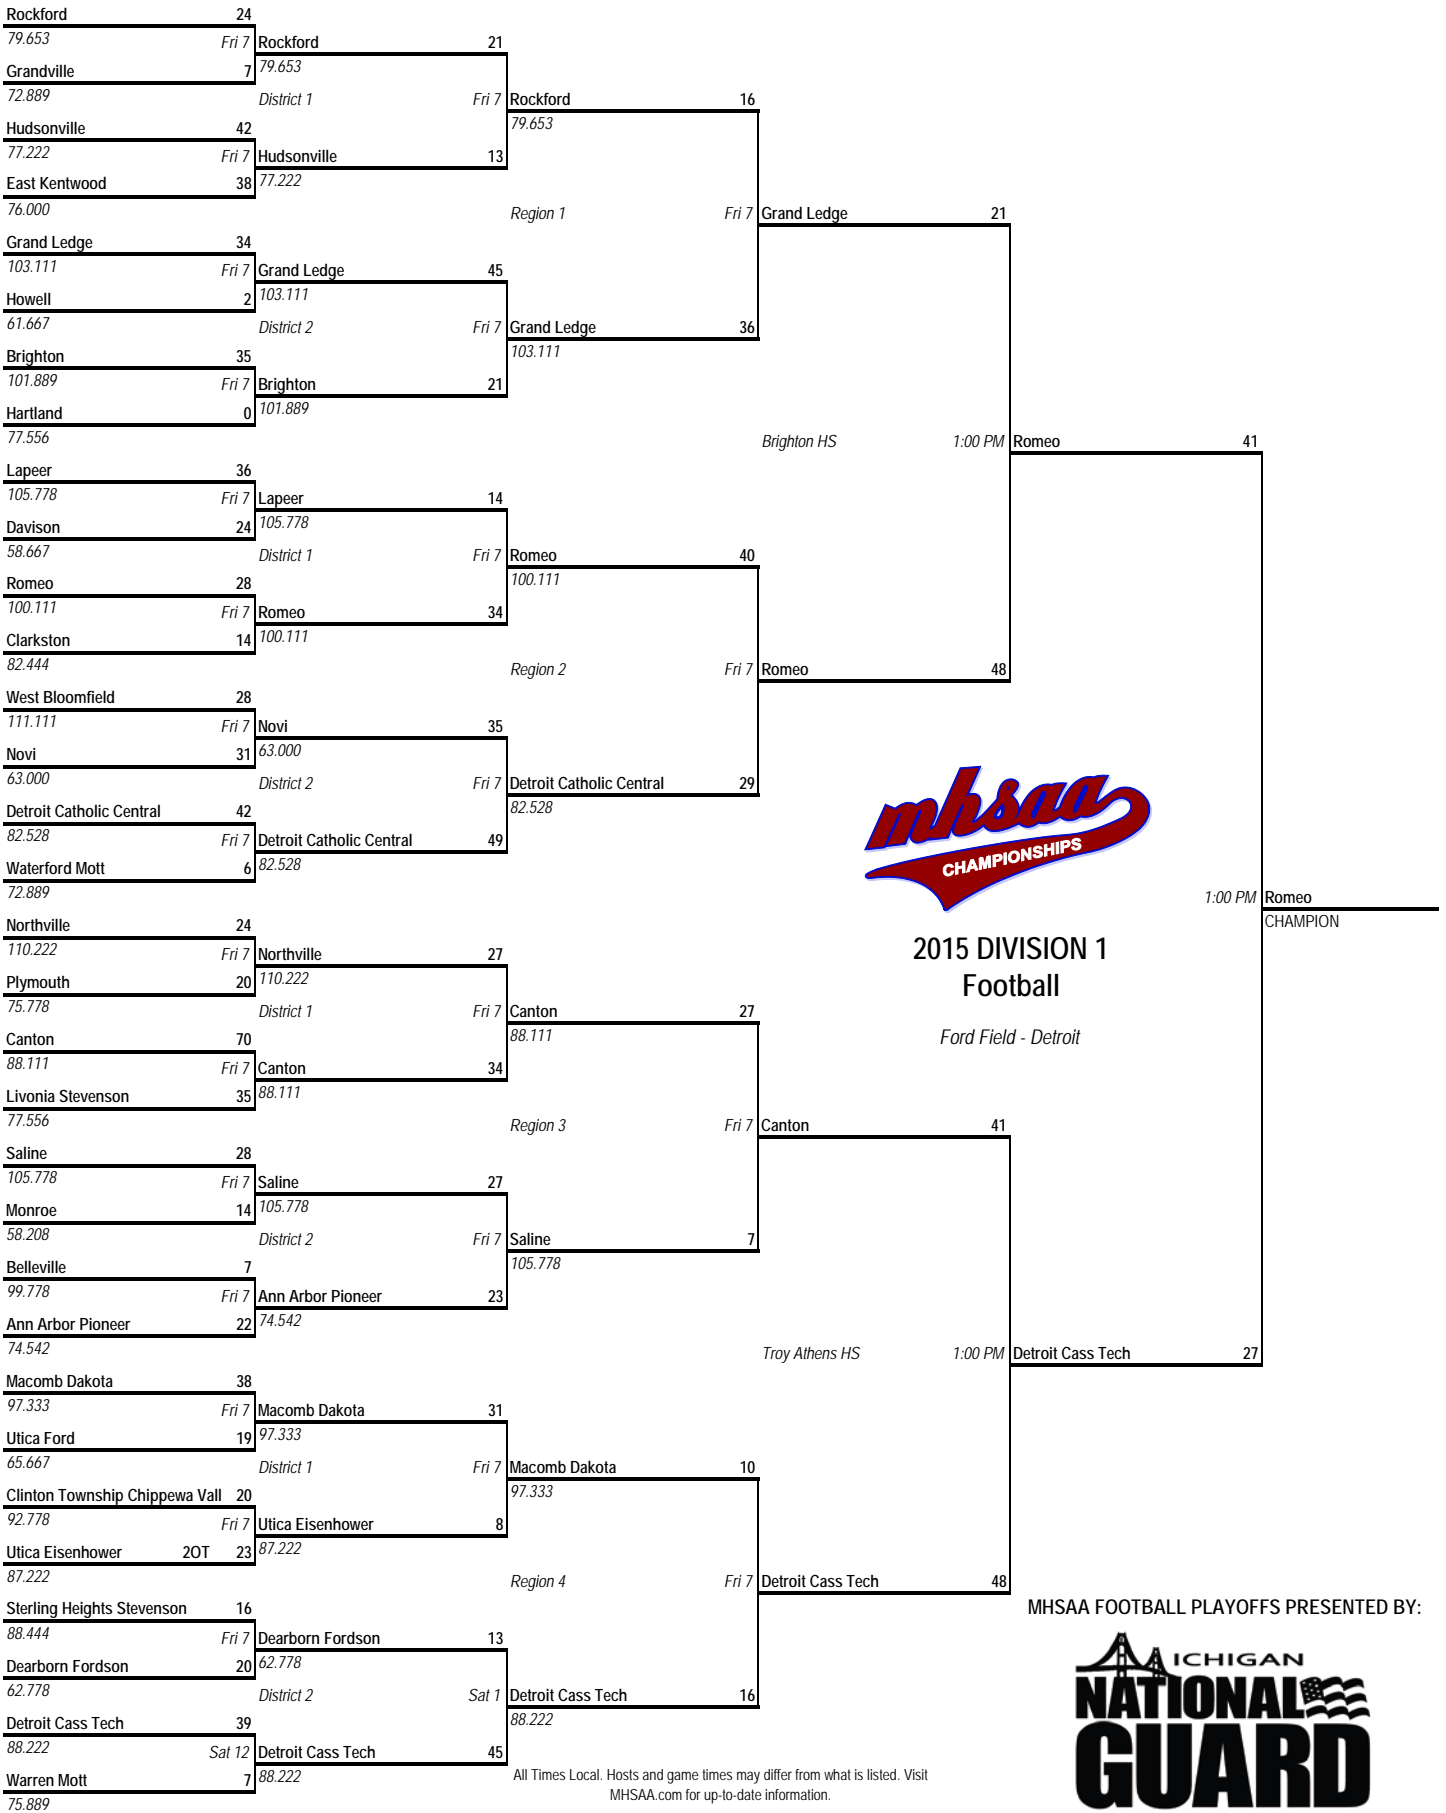 Rockford 24
79.653 Fri 7 Rockford 21
Grandville 7 79.653
72.889 District 1 Fri 7 Rockford 16
Hudsonville 42 79.653
77.222 Fri 7 Hudsonville 13
East Kentwood 38 77.222
76.000 Region 1 Fri 7 Grand Ledge 21
Grand Ledge 34
103.111 Fri 7 Grand Ledge 45
Howell 2 103.111
61.667 District 2 Fri 7 Grand Ledge 36
Brighton 35 103.111
101.889 Fri 7 Brighton 21
Hartland 0 101.889
77.556 Brighton HS 1:00 PM Romeo 41
Lapeer 36
105.778 Fri 7 Lapeer 14
Davison 24 105.778
58.667 District 1 Fri 7 Romeo 40
Romeo 28 100.111
100.111 Fri 7 Romeo 34
Clarkston 14 100.111
82.444 Region 2 Fri 7 Romeo 48
West Bloomfield 28
111.111 Fri 7 Novi 35
Novi 31 63.000
63.000 District 2 Fri 7 Detroit Catholic Central 29
Detroit Catholic Central 42 82.528
82.528 Fri 7 Detroit Catholic Central 49
Waterford Mott 6 82.528
72.889
mhsaa
CHAMPIONSHIPS
1:00 PM Romeo
CHAMPION
2015 DIVISION 1
Football
Ford Field - Detroit
Northville 24
110.222 Fri 7 Northville 27
Plymouth 20 110.222
75.778 District 1 Fri 7 Canton 27
Canton 70 88.111
88.111 Fri 7 Canton 34
Livonia Stevenson 35 88.111
77.556 Region 3 Fri 7 Canton 41
Saline 28
105.778 Fri 7 Saline 27
Monroe 14 105.778
58.208 District 2 Fri 7 Saline 7
Belleville 7 105.778
99.778 Fri 7 Ann Arbor Pioneer 23
Ann Arbor Pioneer 22 74.542
74.542 Troy Athens HS 1:00 PM Detroit Cass Tech 27
Macomb Dakota 38
97.333 Fri 7 Macomb Dakota 31
Utica Ford 19 97.333
65.667 District 1 Fri 7 Macomb Dakota 10
Clinton Township Chippewa Vall 20 97.333
92.778 Fri 7 Utica Eisenhower 8
Utica Eisenhower 2OT 23 87.222
87.222 Region 4 Fri 7 Detroit Cass Tech 48
Sterling Heights Stevenson 16
88.444 Fri 7 Dearborn Fordson 13
Dearborn Fordson 20 62.778
62.778 District 2 Sat 1 Detroit Cass Tech 16
Detroit Cass Tech 39 88.222
88.222 Sat 12 Detroit Cass Tech 45
Warren Mott 7 88.222
75.889
All Times Local. Hosts and game times may differ from what is listed. Visit
MHSAA.com for up-to-date information.
MHSAA FOOTBALL PLAYOFFS PRESENTED BY:
MICHIGAN
NATIONAL
GUARD